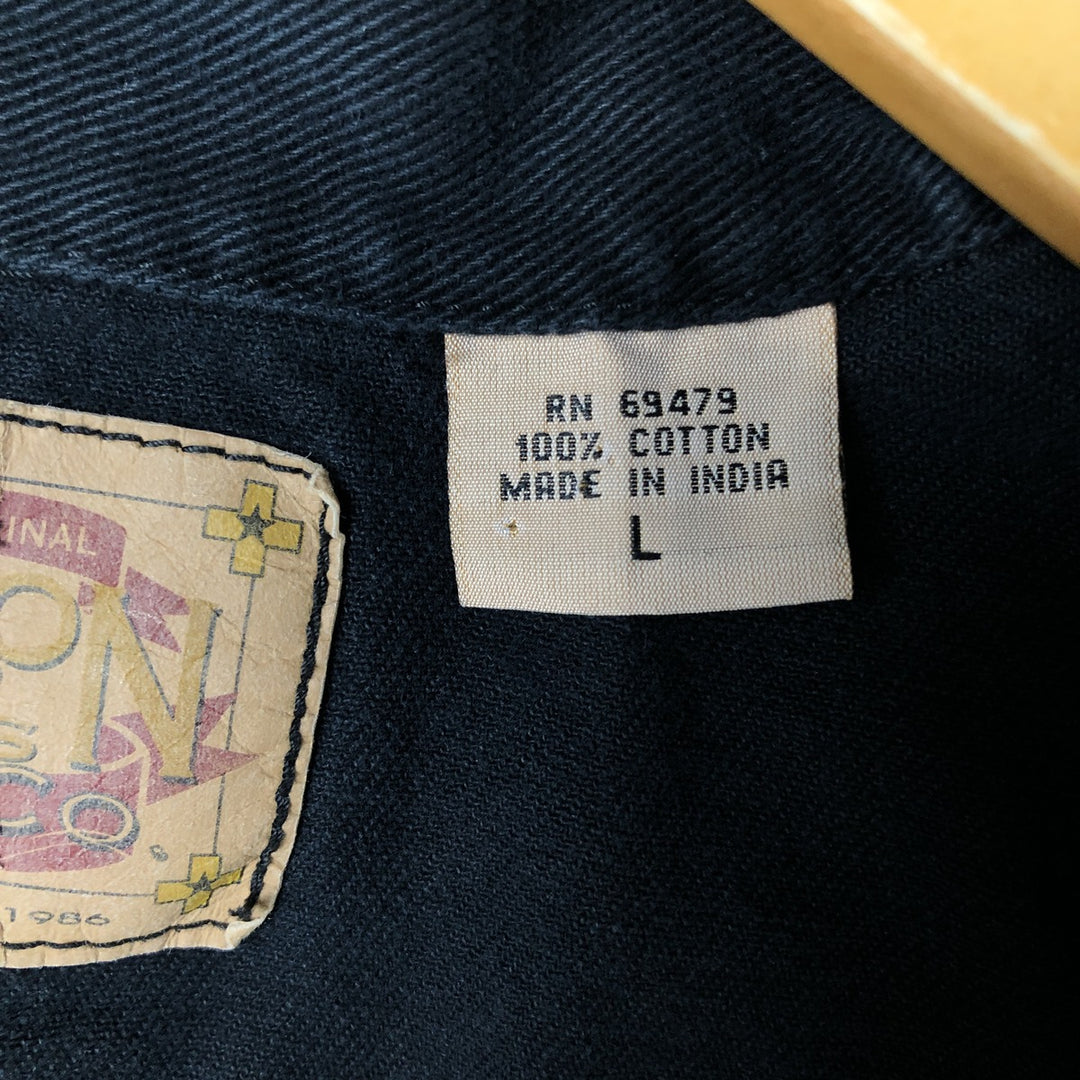 INAL
ON
Co
1986
RN 69479
100% COTTON
MADE IN INDIA
L